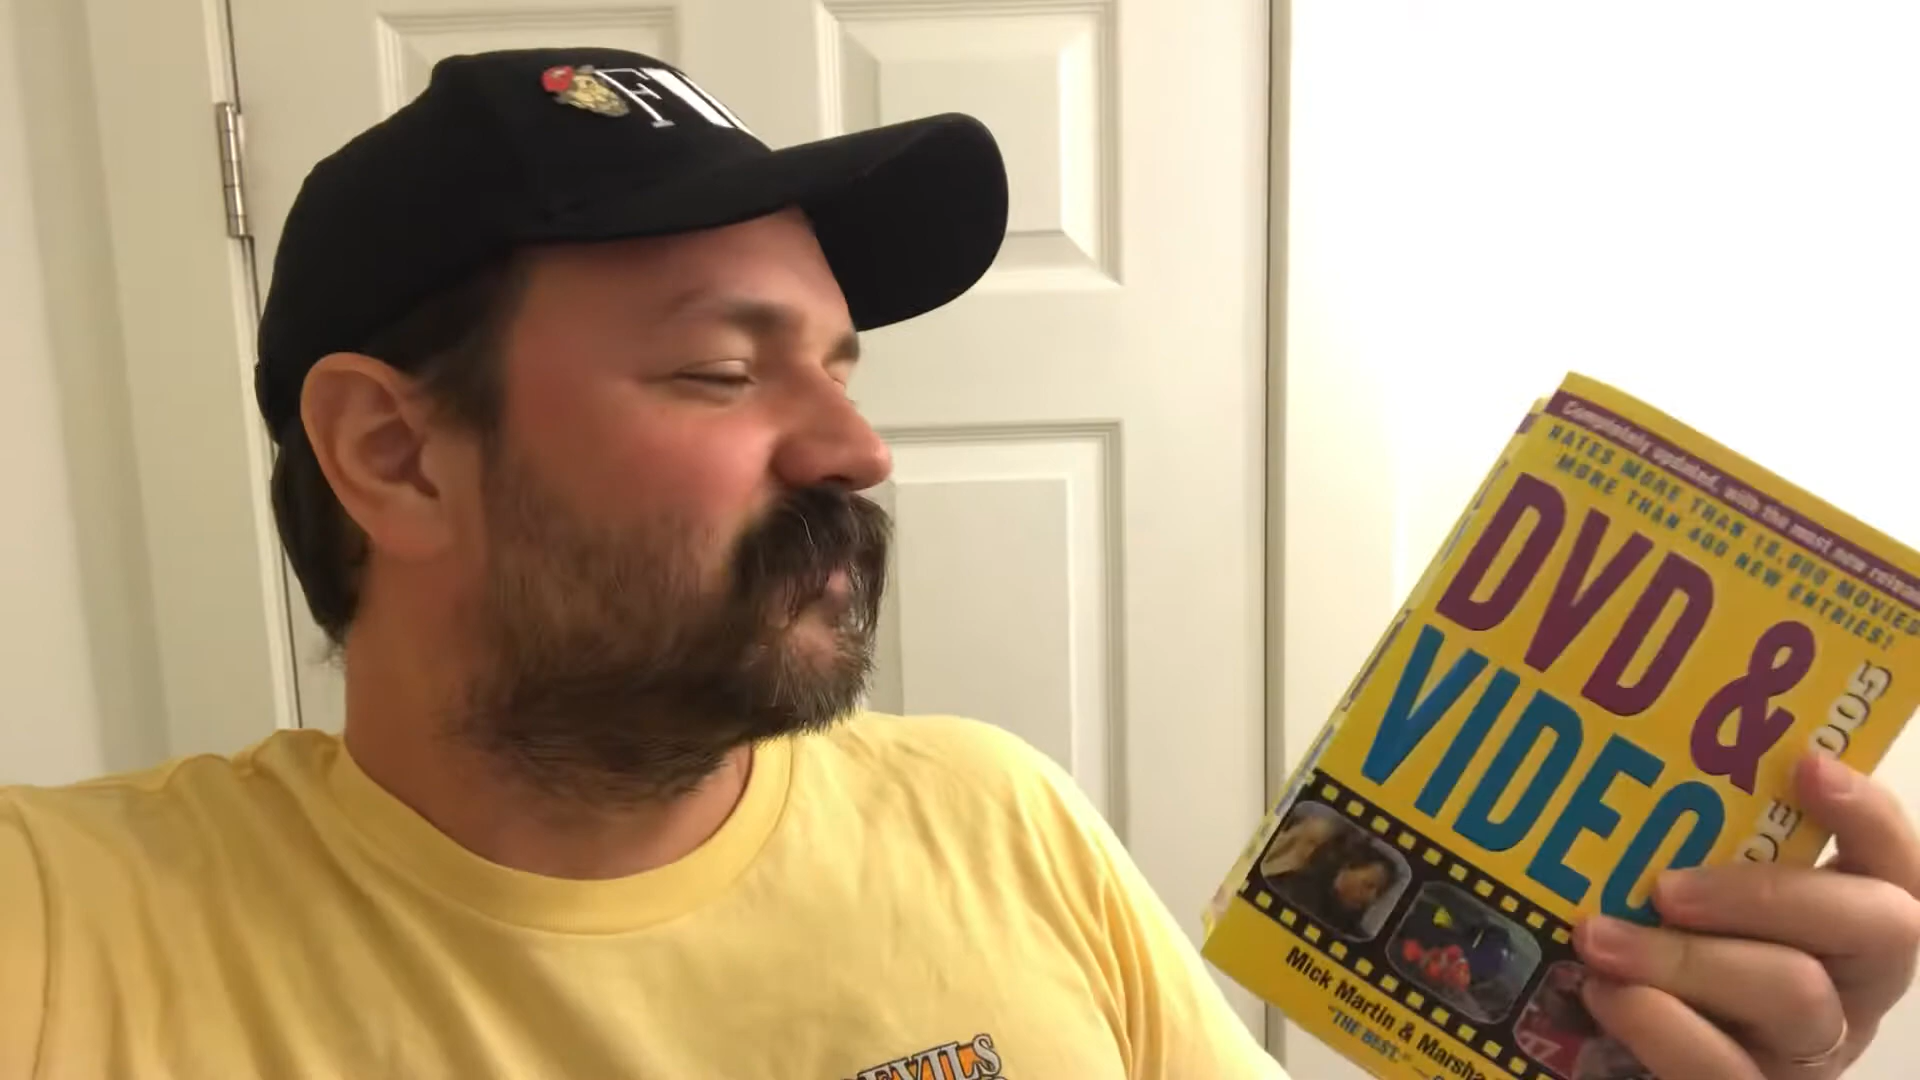 F
Completely updated, with the most new releases
RATES MORE THAN 18,000 MOVIES
MORE THAN 400 NEW ENTRIES!
DVD &
VIDEO
2005
Mick Martin & Marsha
"THE BEST."
DEVILS